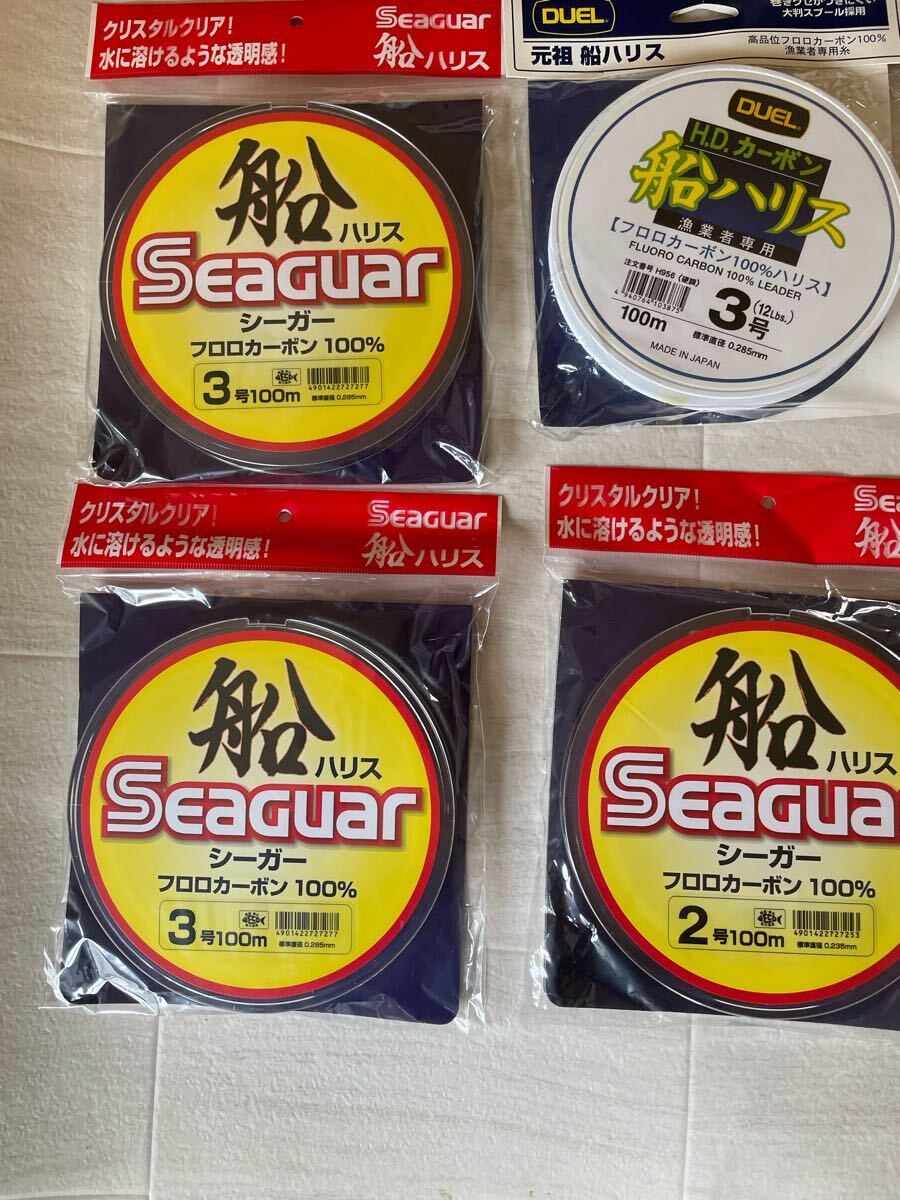 クリスタルクリア!
水に溶けるような透明感!
Seaguar
船ハリス
船
ハリス
Seaguar
シーガー
フロロカーボン 100%
3号100m
4901422727277
標準直径 0.285mm
DUEL
大判スプール採用
元祖 船ハリス
高品位フロロカーボン100%
漁業者専用糸
DUEL
H.D.カーボン
船ハリス
漁業者専用
【フロロカーボン100%ハリス】
FLUORO CARBON 100% LEADER
注文番号 H956 (硬調)
4940764103875
100m
3号
(12Lbs.)
標準直径 0.285mm
MADE IN JAPAN
クリスタルクリア!
水に溶けるような透明感!
Seaguar
船ハリス
船
ハリス
Seaguar
シーガー
フロロカーボン 100%
3号100m
4901422727277
標準直径 0.285mm
クリスタルクリア!
水に溶けるような透明感!
Sea
船
船
ハリス
Seagua
シーガー
フロロカーボン 100%
2号100m
4901422727253
標準直径 0.235mm